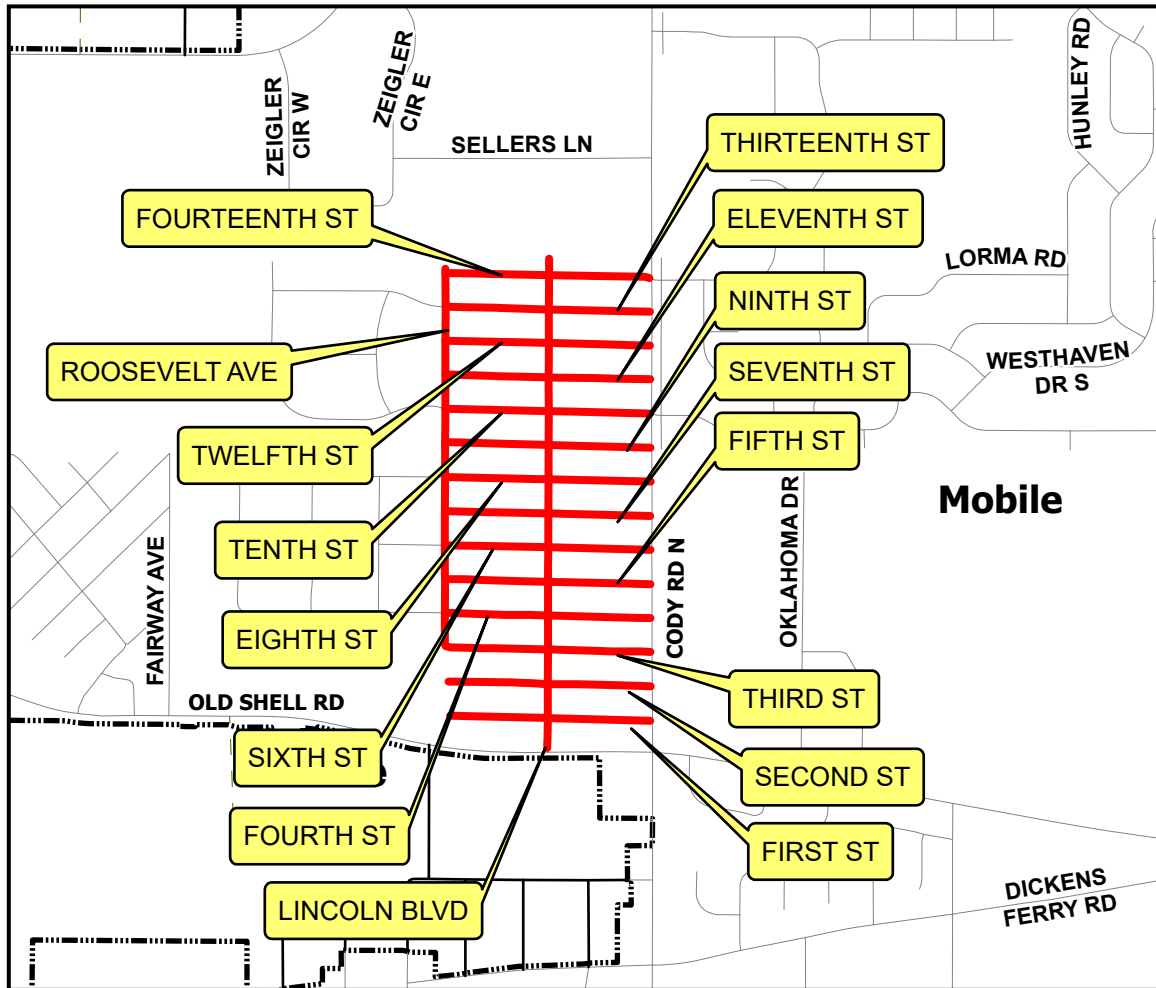 ZEIGLER
CIR W
ZEIGLER
CIR E
HUNLEY RD
SELLERS LN
THIRTEENTH ST
FOURTEENTH ST
ELEVENTH ST
LORMA RD
NINTH ST
ROOSEVELT AVE
WESTHAVEN
DR S
SEVENTH ST
TWELFTH ST
FIFTH ST
Mobile
TENTH ST
OKLAHOMA DR
FAIRWAY AVE
CODY RD N
EIGHTH ST
THIRD ST
OLD SHELL RD
SIXTH ST
SECOND ST
FOURTH ST
FIRST ST
LINCOLN BLVD
DICKENS
FERRY RD